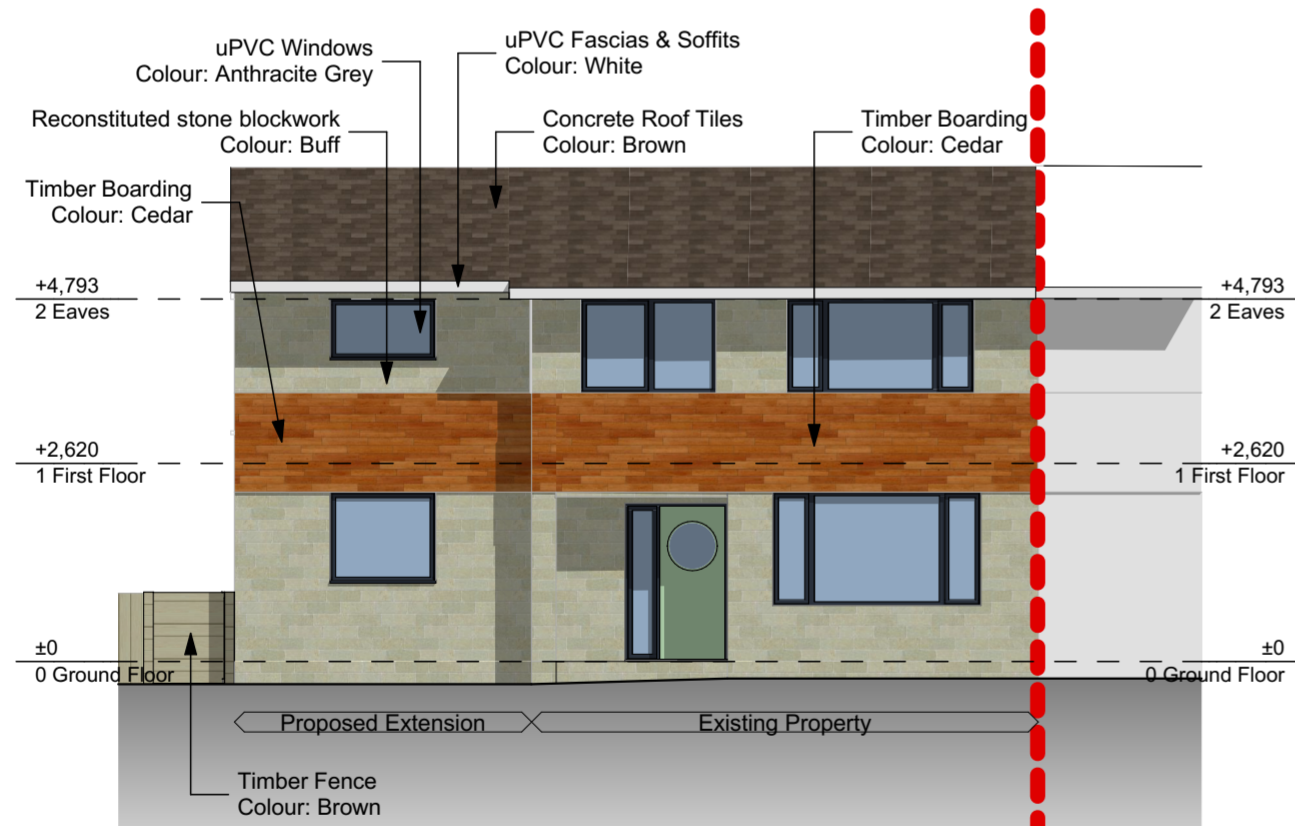 uPVC Windows
Colour: Anthracite Grey
uPVC Fascias & Soffits
Colour: White
Reconstituted stone blockwork
Colour: Buff
Concrete Roof Tiles
Colour: Brown
Timber Boarding
Colour: Cedar
Timber Boarding
Colour: Cedar
+4,793
2 Eaves
+4,793
2 Eaves
+2,620
1 First Floor
+2,620
1 First Floor
±0
0 Ground Floor
±0
0 Ground Floor
Proposed Extension
Existing Property
Timber Fence
Colour: Brown